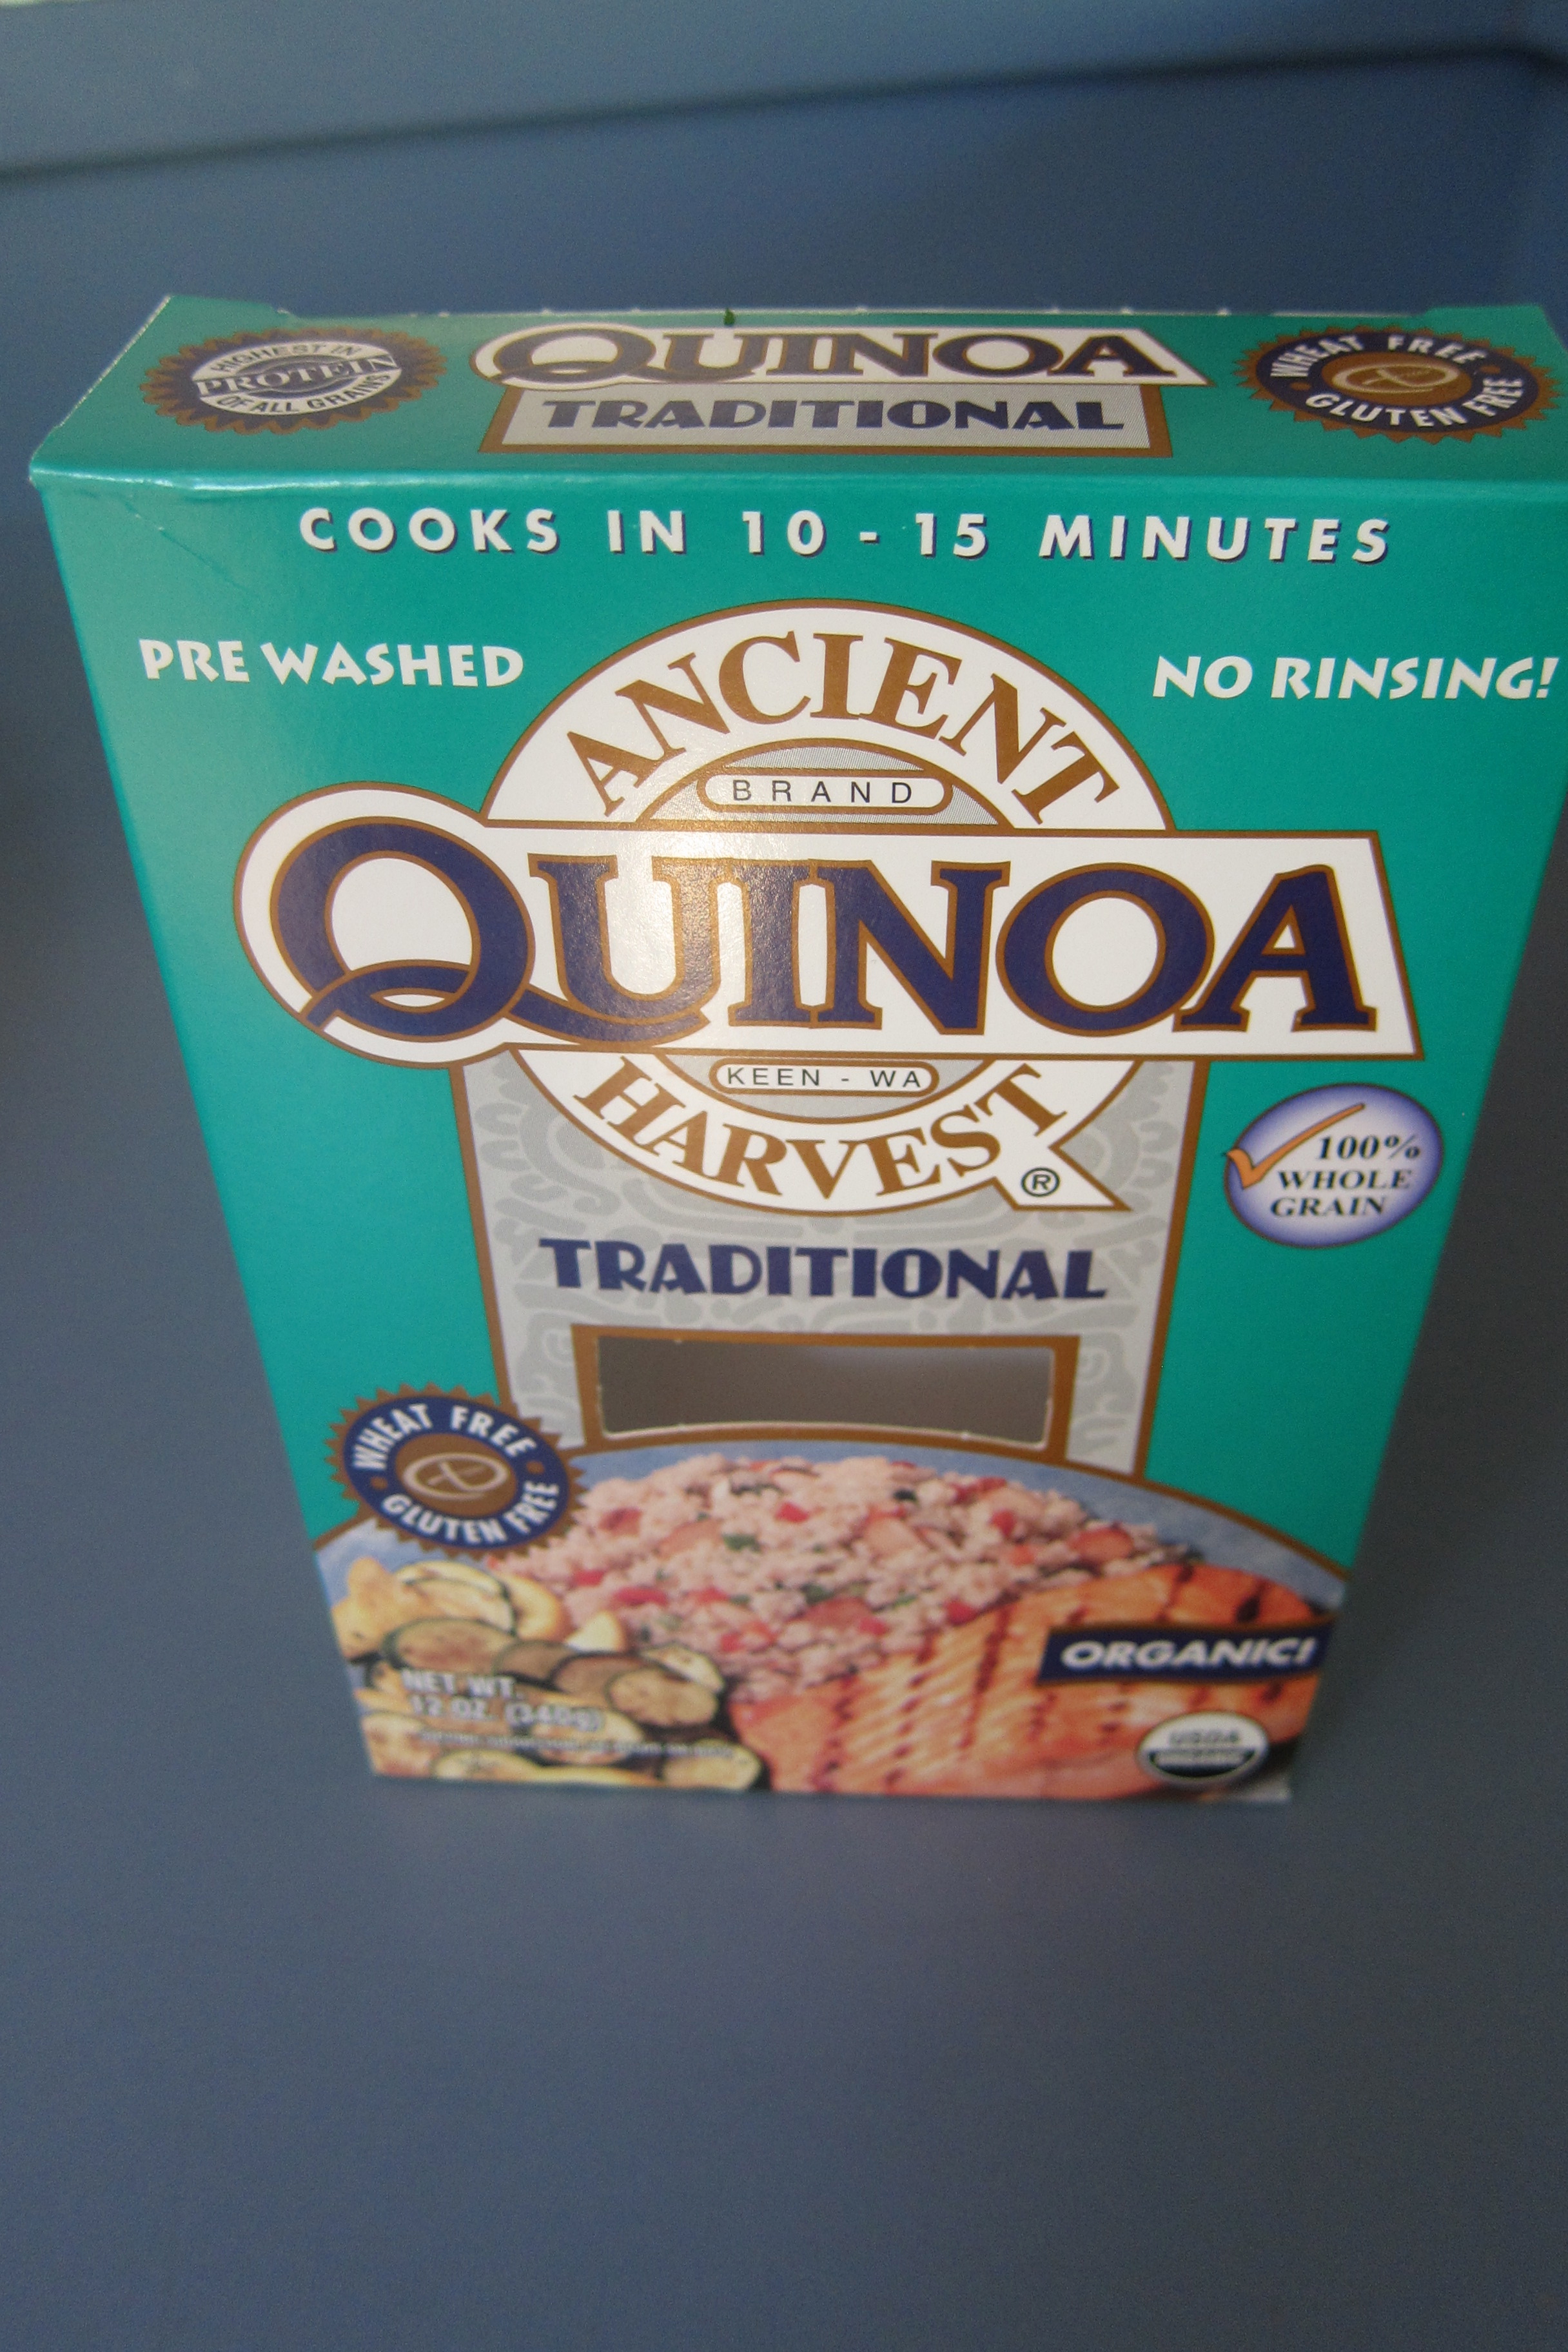 HIGHEST IN
PROTEIN
OF ALL GRAINS
QUINOA
TRADITIONAL
WHEAT FREE
GLUTEN FREE
COOKS IN 10 - 15 MINUTES
PRE WASHED
NO RINSING!
ANCIENT
BRAND
QUINOA
KEEN - WA
HARVEST®
100%
WHOLE
GRAIN
TRADITIONAL
WHEAT FREE
GLUTEN FREE
ORGANIC!
NET WT.
12 OZ. (340g)
USDA
ORGANIC